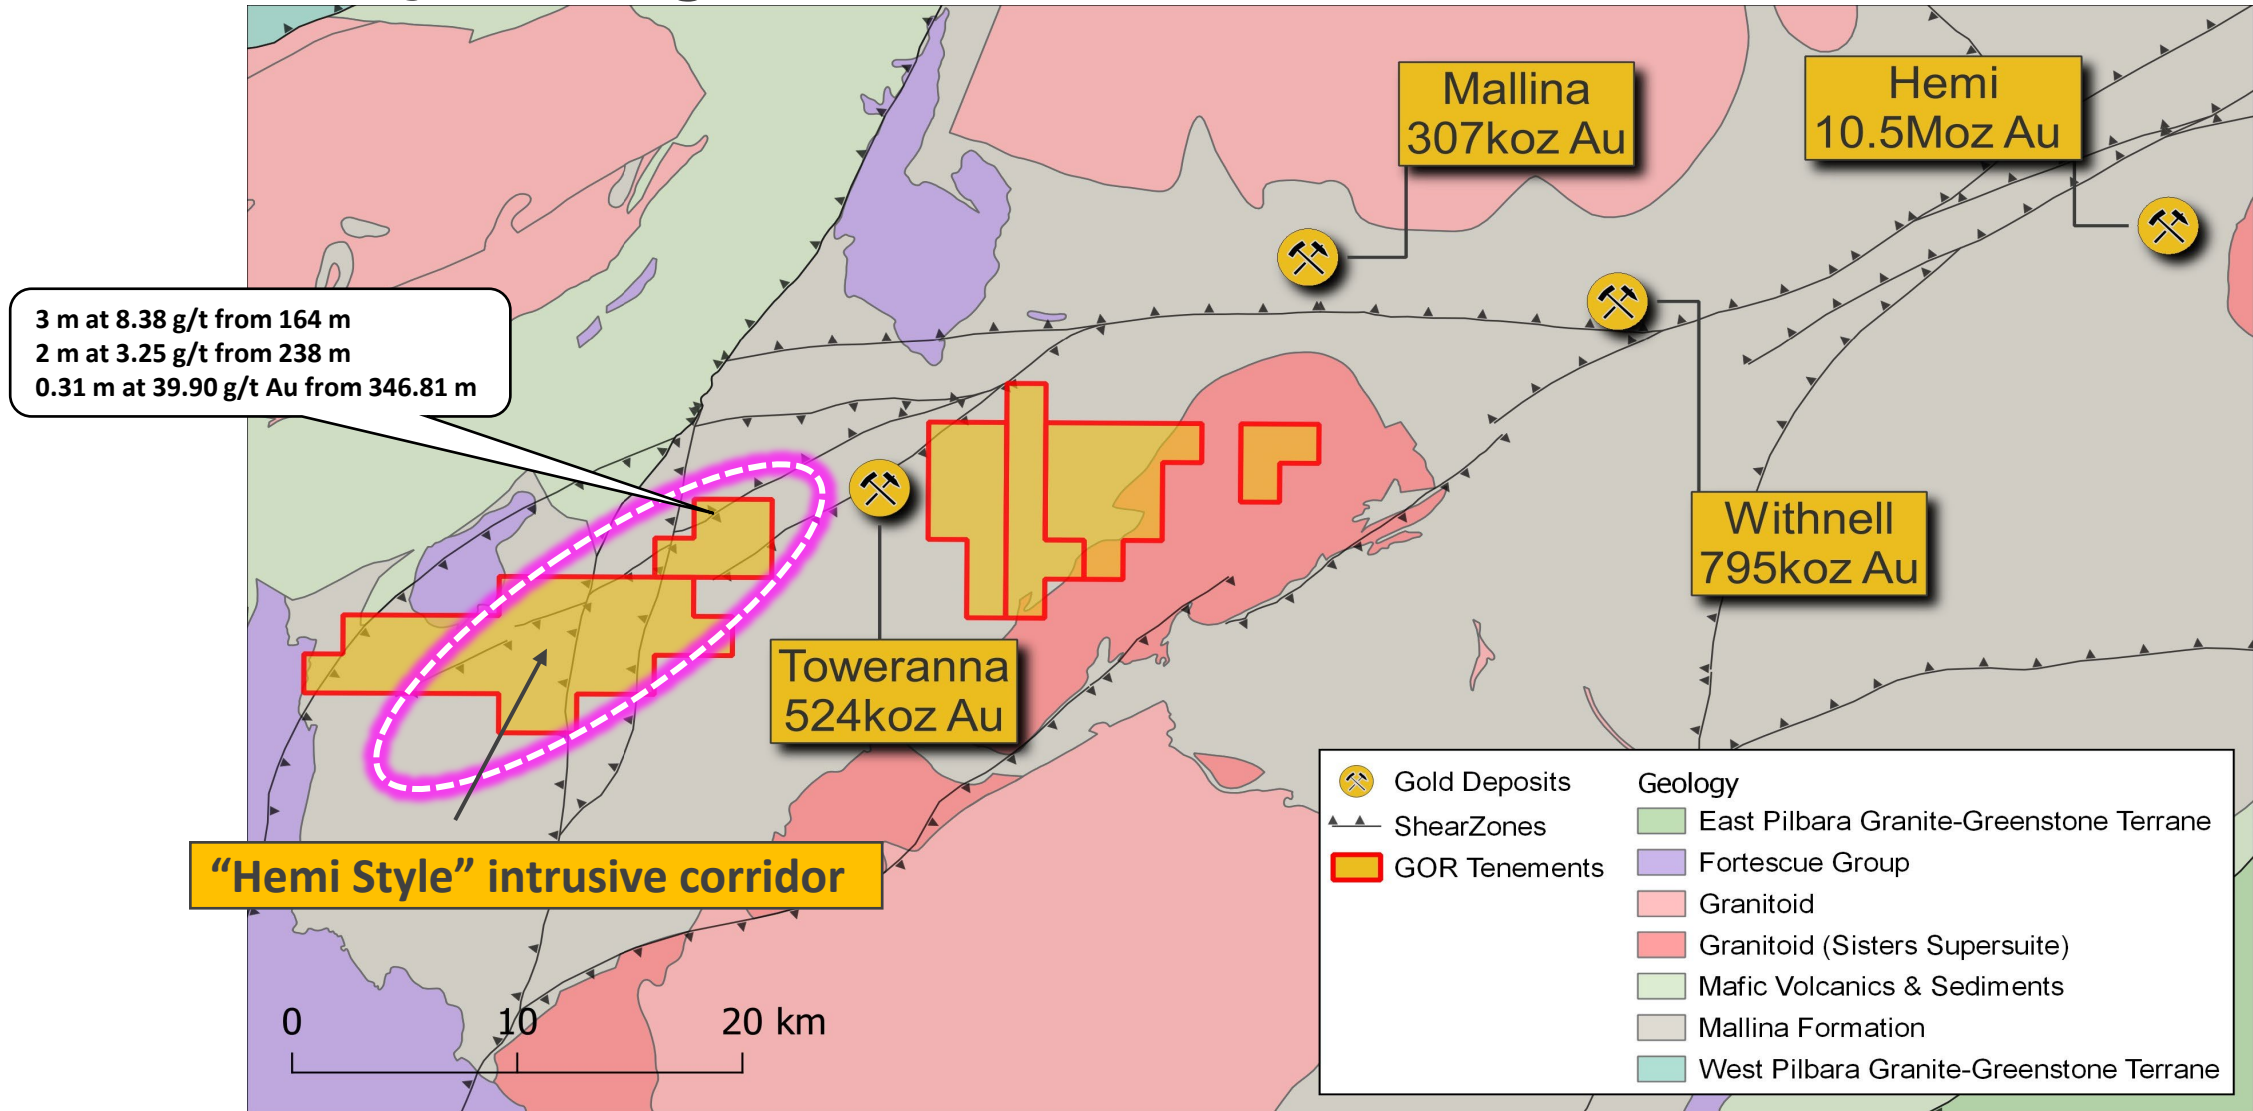 Mallina
307koz Au
Hemi
10.5Moz Au
3 m at 8.38 g/t from 164 m
2 m at 3.25 g/t from 238 m
0.31 m at 39.90 g/t Au from 346.81 m
Withnell
795koz Au
Toweranna
524koz Au
“Hemi Style” intrusive corridor
0 10 20 km
Gold Deposits
ShearZones
GOR Tenements
Geology
East Pilbara Granite-Greenstone Terrane
Fortescue Group
Granitoid
Granitoid (Sisters Supersuite)
Mafic Volcanics & Sediments
Mallina Formation
West Pilbara Granite-Greenstone Terrane